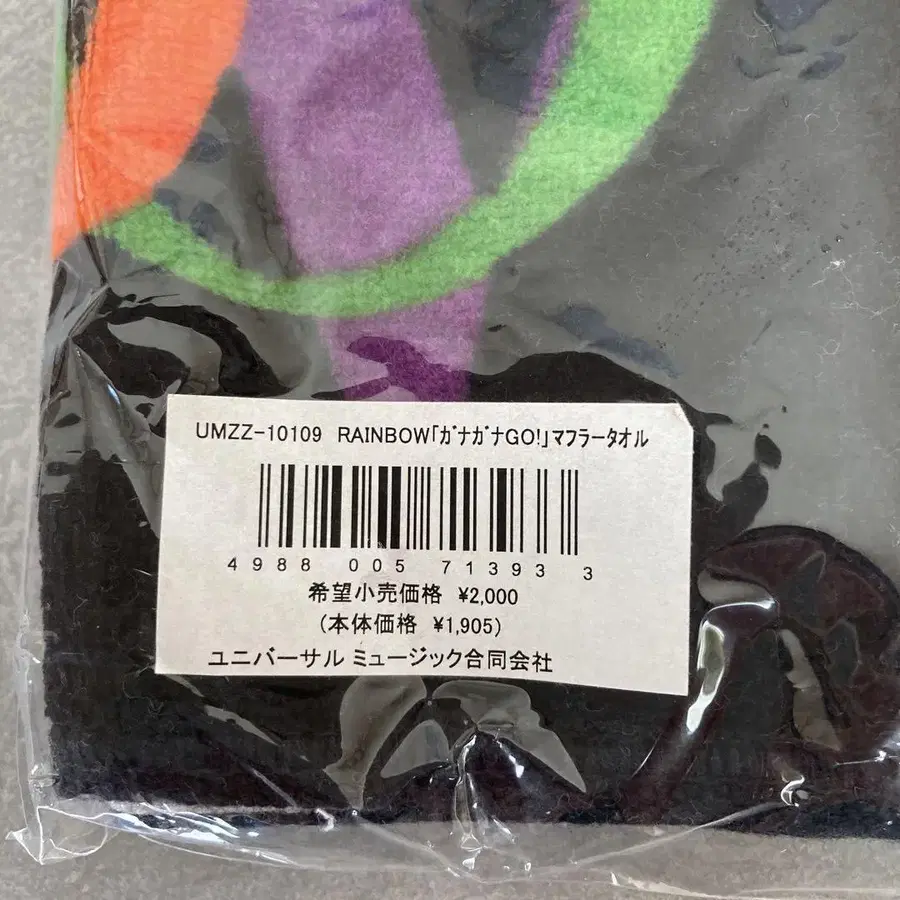 UMZZ-10109 RAINBOW「ｶﾞﾅｶﾞﾅGO!」マフラータオル
4988 005 71393 3
希望小売価格 ¥2,000
(本体価格 ¥1,905)
ユニバーサル ミュージック合同会社